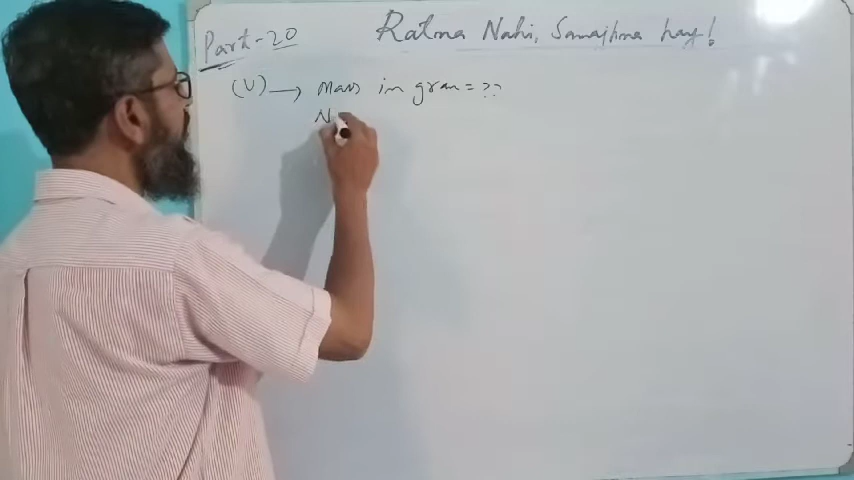 Part-20
Ratna Nahi, Samajhna hay!
(V) → Mass in gram = ??
N